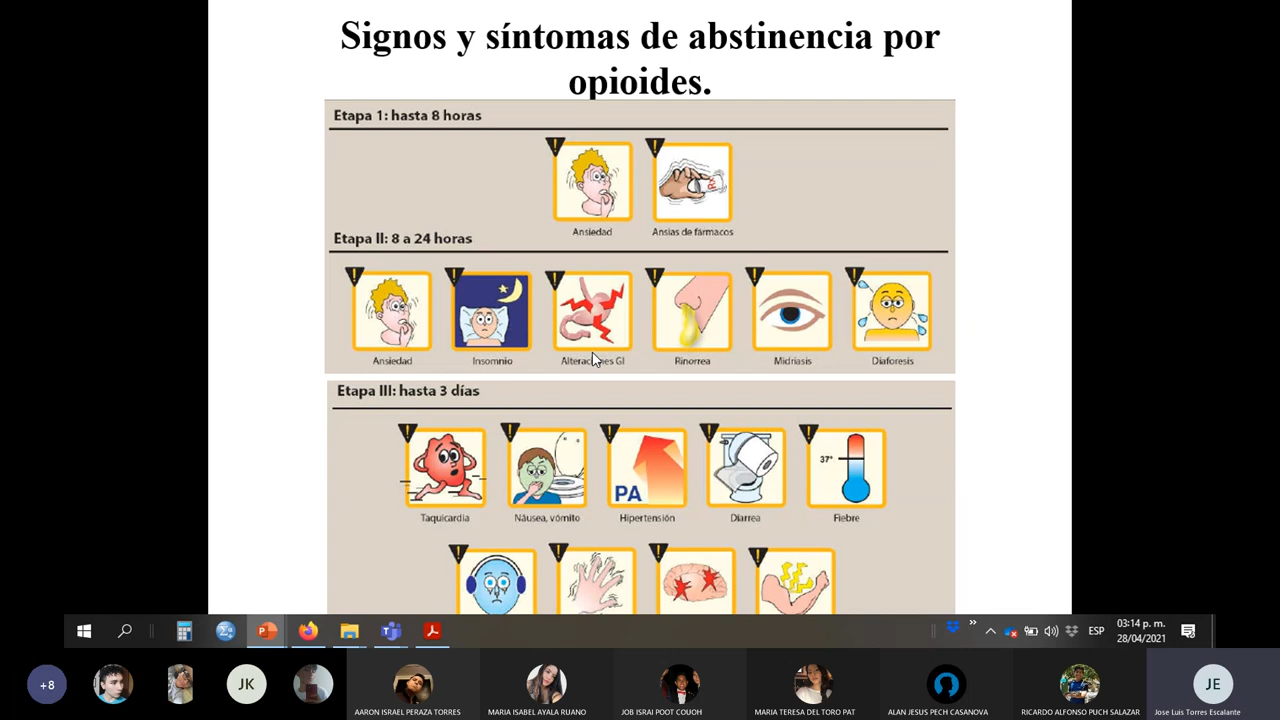 Signos y síntomas de abstinencia por
opioides.
Etapa 1: hasta 8 horas
Ansiedad
Ansias de fármacos
Etapa II: 8 a 24 horas
Ansiedad
Insomnio
Rinorrea
Midriasis
Diaforesis
Etapa III: hasta 3 días
PA
37°
Taquicardia
Náusea, vómito
Hipertensión
Diarrea
Fiebre
ESP
03:14 p. m.
28/04/2021
+8
JK
AARON ISRAEL PERAZA TORRES
MARIA ISABEL AYALA RUANO
JOB ISRAI POOT COUOH
MARIA TERESA DEL TORO PAT
ALAN JESUS PECH CASANOVA
RICARDO ALFONSO PUCH SALAZAR
JE
Jose Luis Torres Escalante